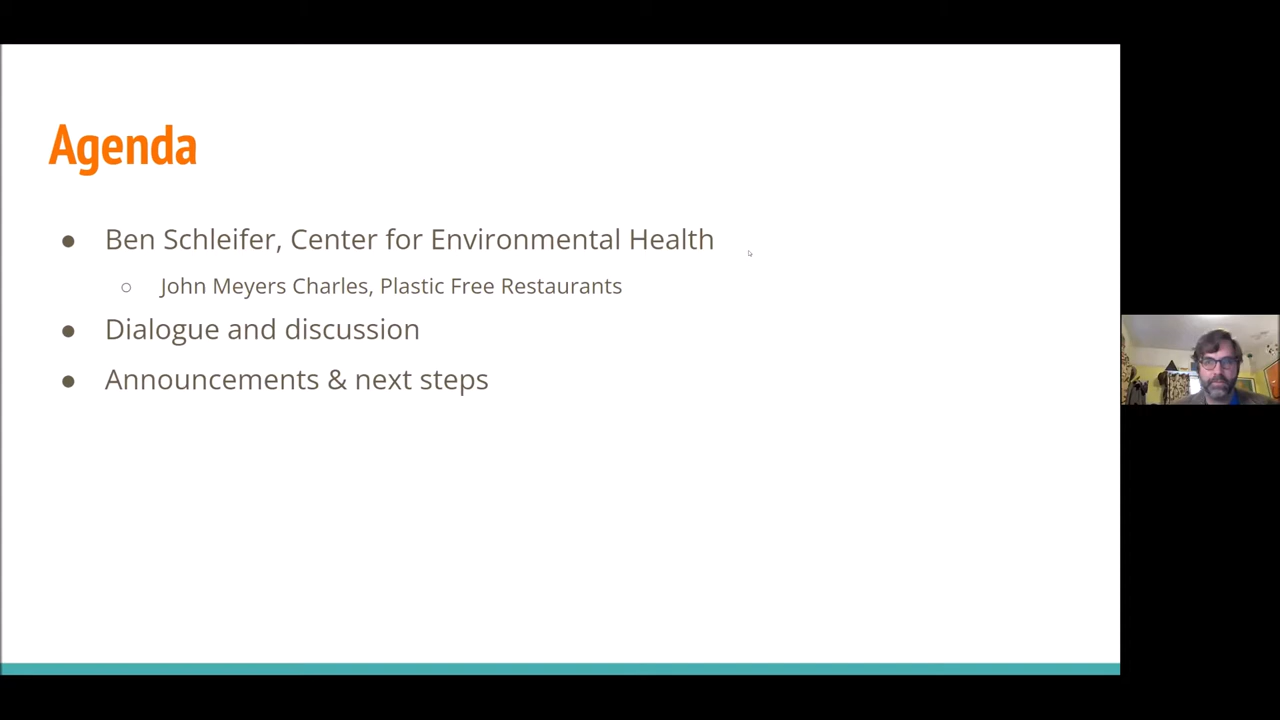 Agenda
Ben Schleifer, Center for Environmental Health
John Meyers Charles, Plastic Free Restaurants
Dialogue and discussion
Announcements & next steps